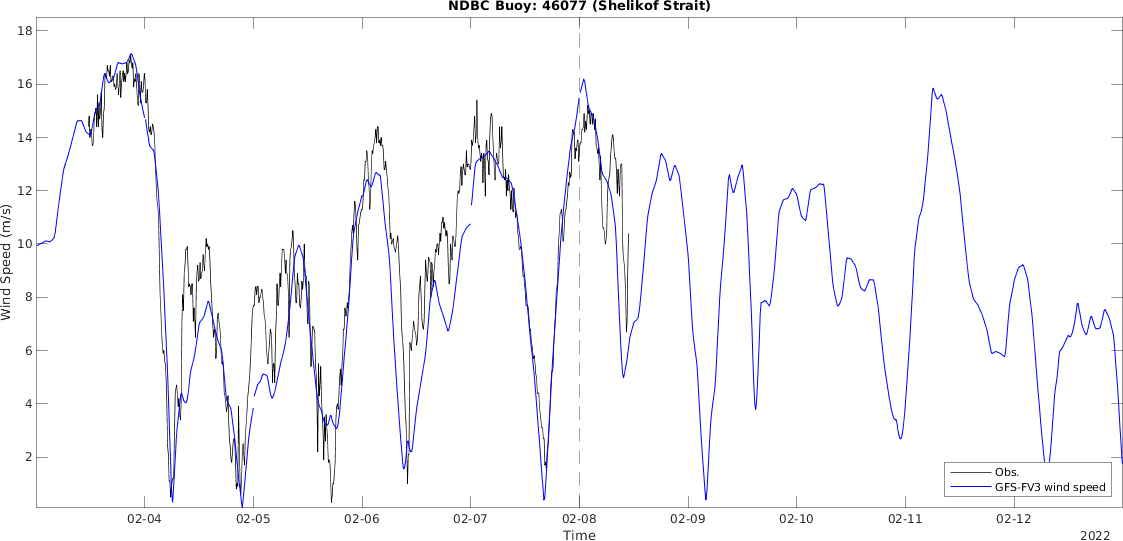 NDBC Buoy: 46077 (Shelikof Strait)
18
16
14
12
10
8
6
4
2
Wind Speed (m/s)
Obs.
GFS-FV3 wind speed
02-04 02-05 02-06 02-07 02-08 02-09 02-10 02-11 02-12
Time
2022